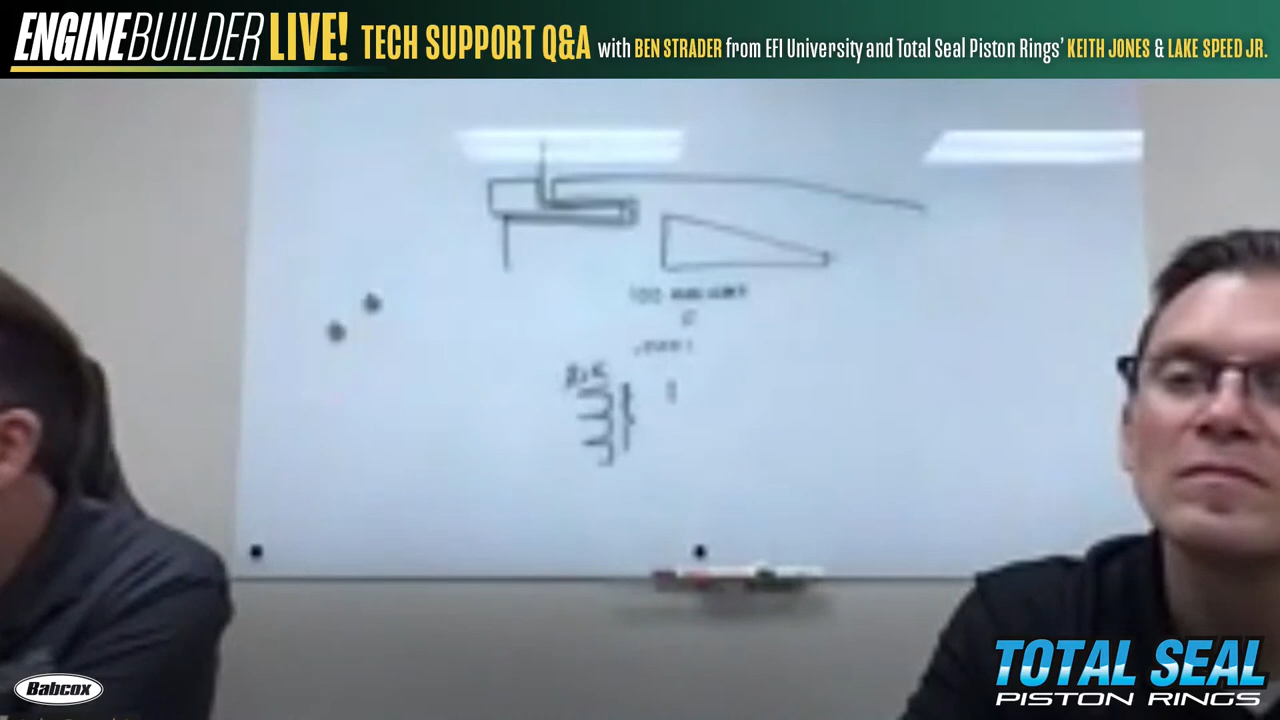 ENGINEBUILDER LIVE! TECH SUPPORT Q&A with BEN STRADER from EFI University and Total Seal Piston Rings' KEITH JONES & LAKE SPEED JR.
Babcox
TOTAL SEAL
PISTON RINGS